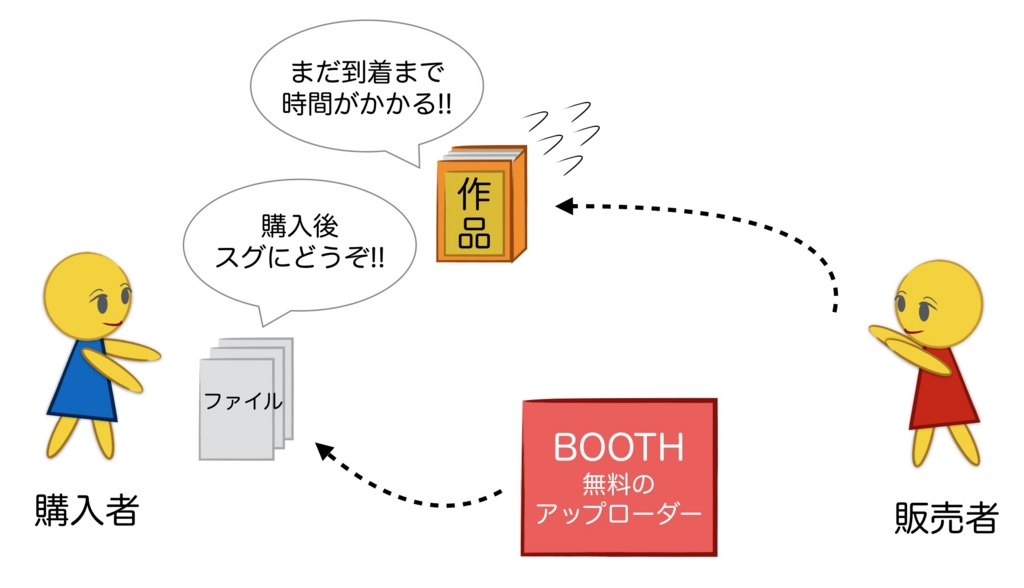 まだ到着まで
時間がかかる!!
作
品
購入後
スグにどうぞ!!
ファイル
BOOTH
無料の
アップローダー
購入者
販売者